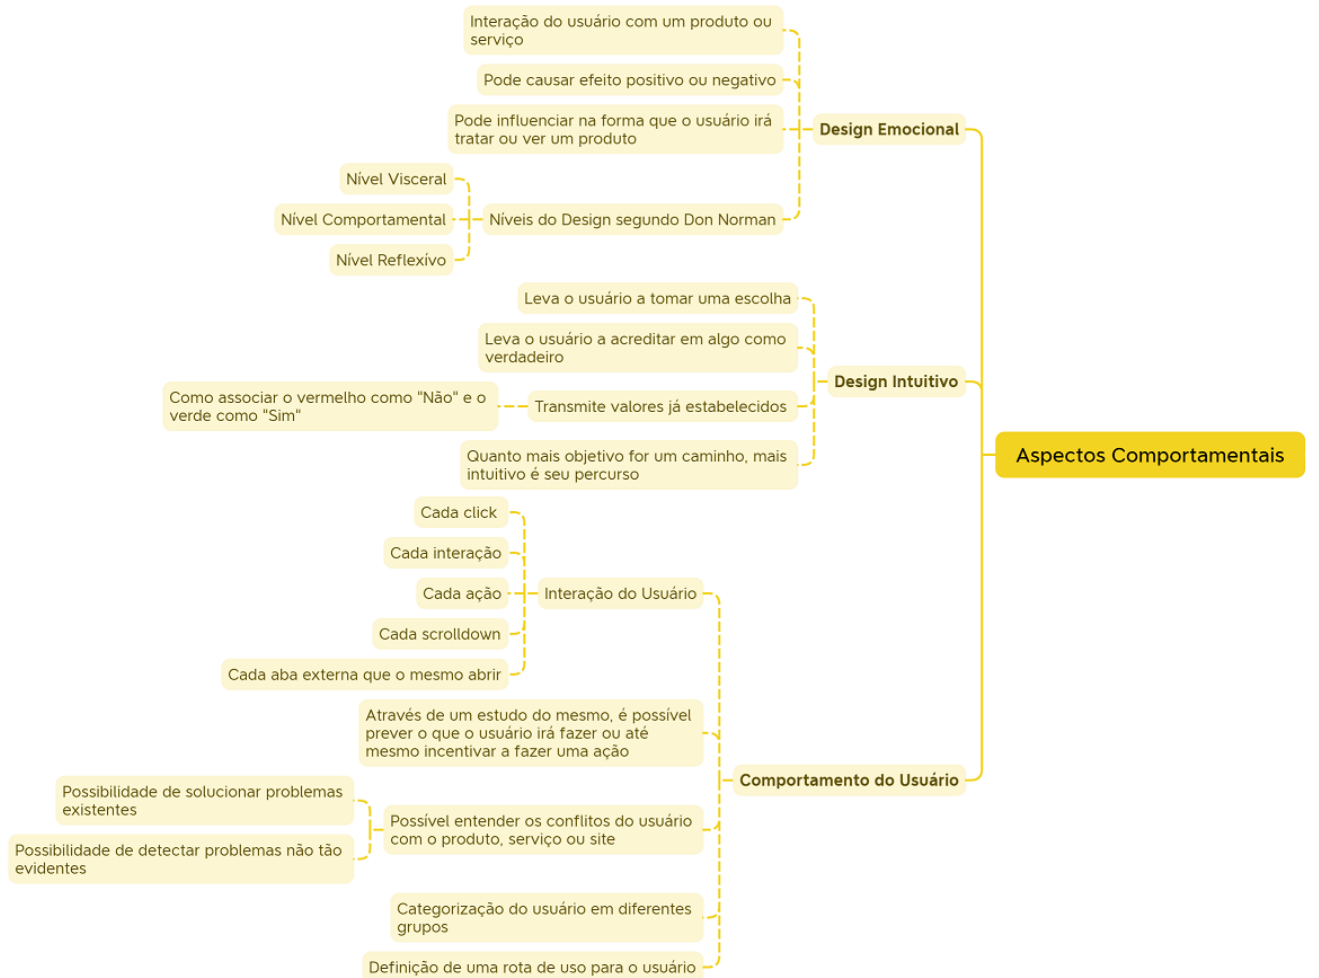 Interação do usuário com um produto ou
serviço
Pode causar efeito positivo ou negativo
Pode influenciar na forma que o usuário irá
tratar ou ver um produto
Design Emocional
Nível Visceral
Nível Comportamental
Níveis do Design segundo Don Norman
Nível Reflexívo
Leva o usuário a tomar uma escolha
Leva o usuário a acreditar em algo como
verdadeiro
Design Intuitivo
Como associar o vermelho como "Não" e o
verde como "Sim"
Transmite valores já estabelecidos
Quanto mais objetivo for um caminho, mais
intuitivo é seu percurso
Aspectos Comportamentais
Cada click
Cada interação
Cada ação
Interação do Usuário
Cada scrolldown
Cada aba externa que o mesmo abrir
Através de um estudo do mesmo, é possível
prever o que o usuário irá fazer ou até
mesmo incentivar a fazer uma ação
Comportamento do Usuário
Possibilidade de solucionar problemas
existentes
Possível entender os conflitos do usuário
com o produto, serviço ou site
Possibilidade de detectar problemas não tão
evidentes
Categorização do usuário em diferentes
grupos
Definição de uma rota de uso para o usuário